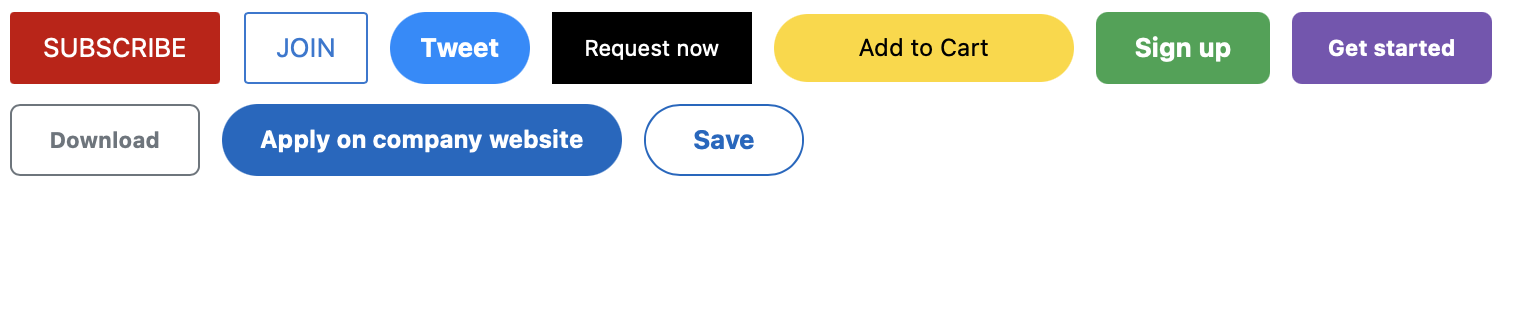 SUBSCRIBE JOIN Tweet Request now Add to Cart Sign up Get started
Download Apply on company website Save